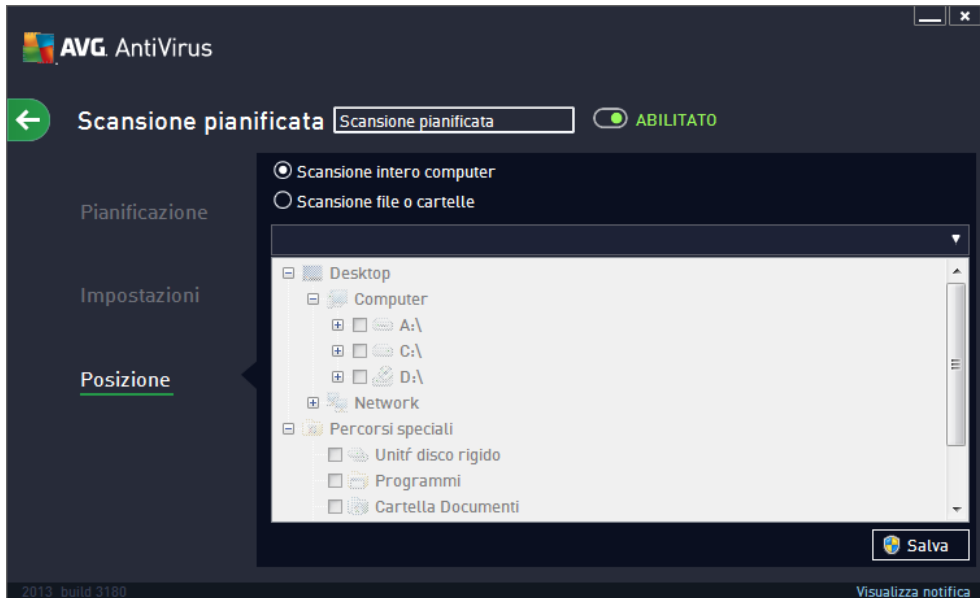 AVG. AntiVirus
Scansione pianificata Scansione pianificata ABILITATO
Pianificazione
Impostazioni
Posizione
Scansione intero computer
Scansione file o cartelle
Desktop
Computer
A:\
C:\
D:\
Network
Percorsi speciali
Unitŕ disco rigido
Programmi
Cartella Documenti
Salva
2013 build 3180
Visualizza notifica